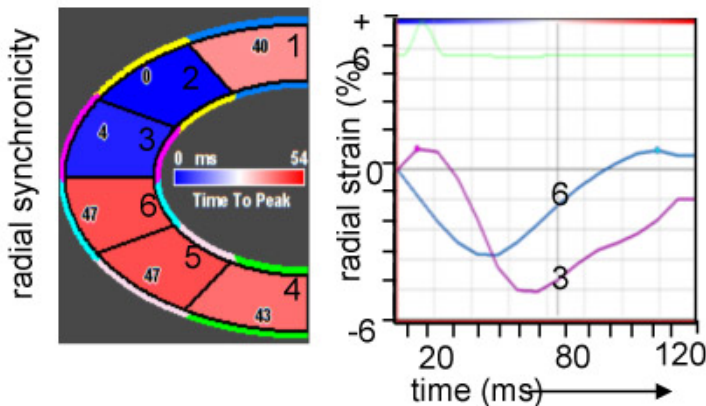 radial synchronicity
40 1
0 2
4 3
0 ms 54
Time To Peak
47 6
47 5
43 4
radial strain (%)
+
6
0
-6
6
3
20 80 120
time (ms)